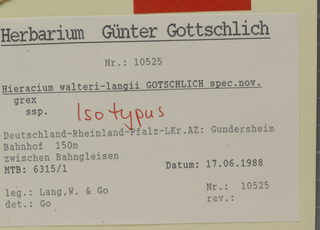 Herbarium Günter Gottschlich
Nr.: 10525
Hieracium walteri-langii GOTSCHLICH spec.nov.
grex
ssp.
Isotypus
Deutschland-Rheinland-Pfalz-LKr.AZ: Gundersheim
Bahnhof 150m
zwischen Bahngleisen
MTB: 6315/1 Datum: 17.06.1988
leg.: Lang,W. & Go Nr.: 10525
det.: Go rev.: